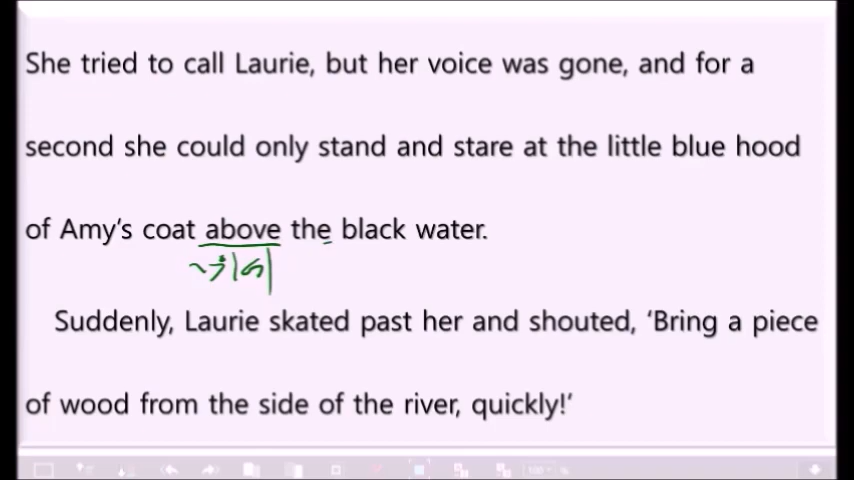 She tried to call Laurie, but her voice was gone, and for a
second she could only stand and stare at the little blue hood
of Amy's coat above the black water.
Suddenly, Laurie skated past her and shouted, ‘Bring a piece
of wood from the side of the river, quickly!’